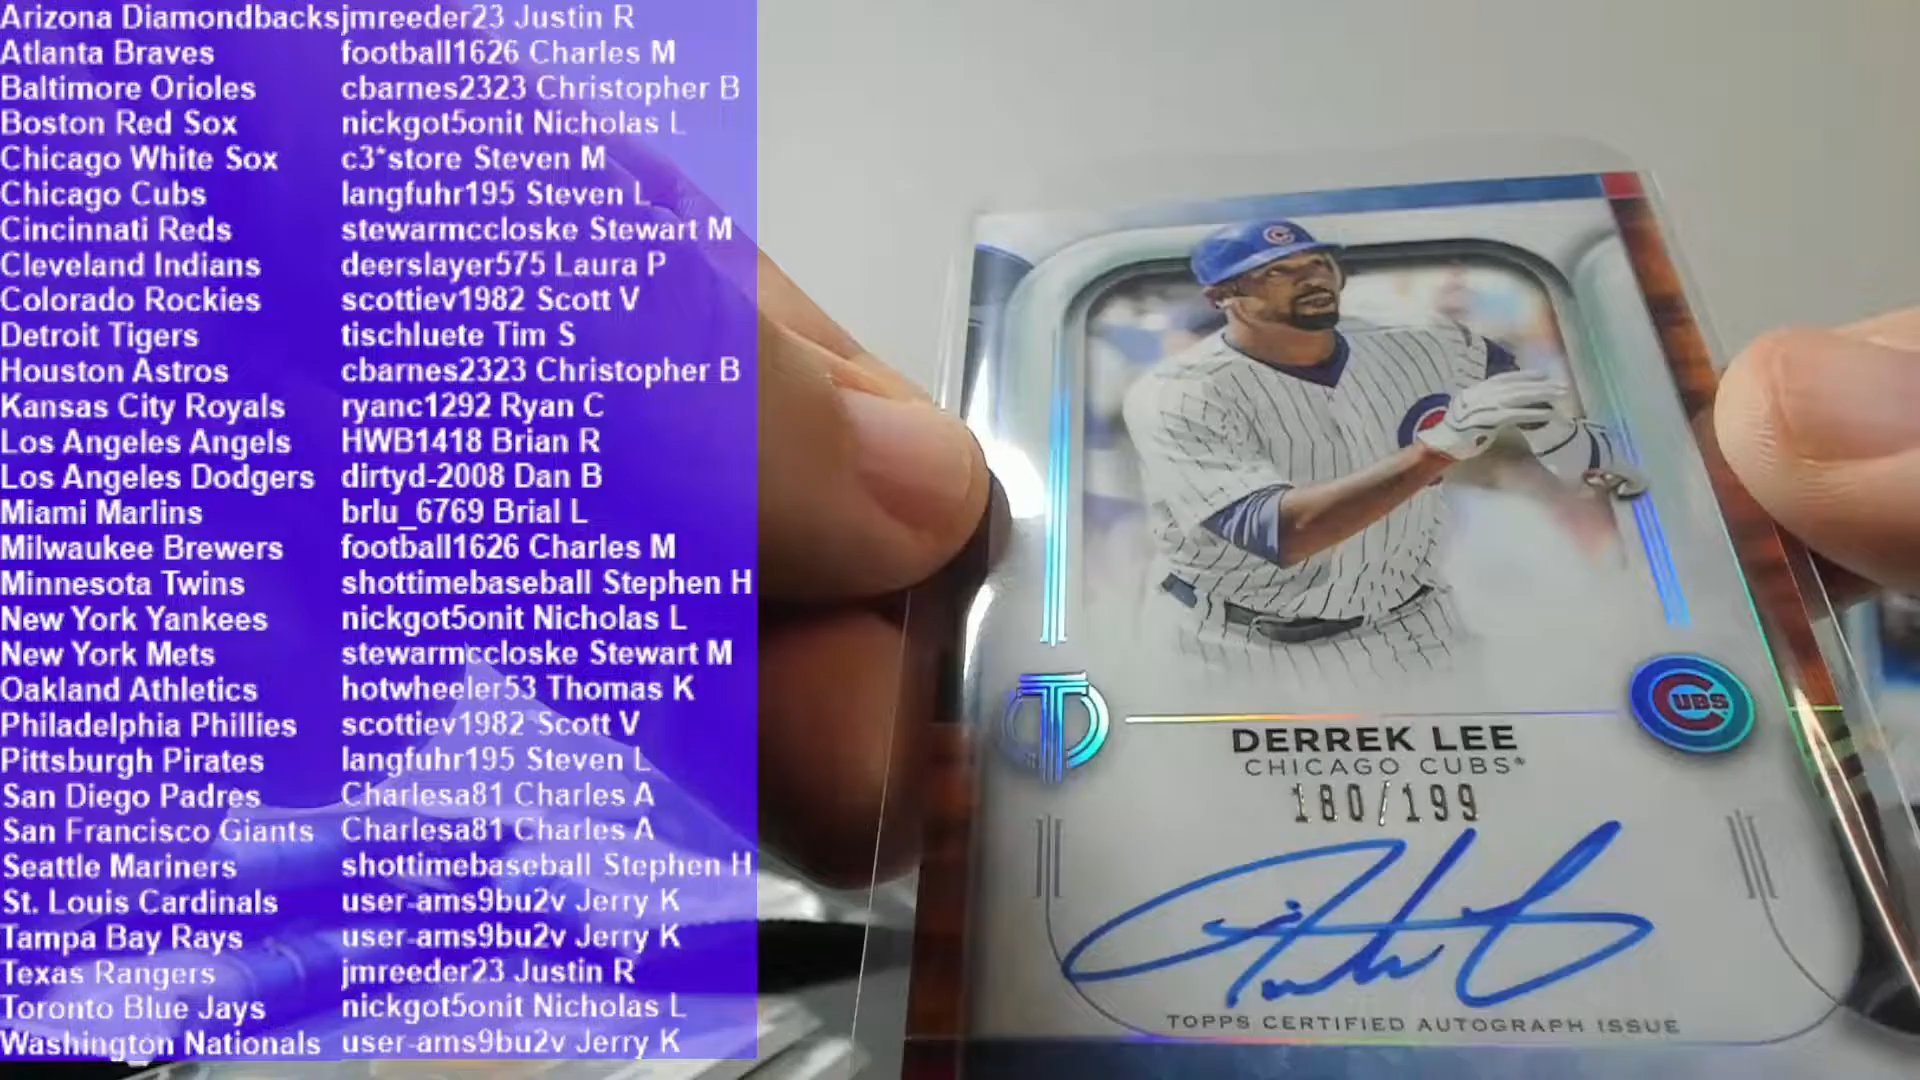 Arizona Diamondbacks jmreeder23 Justin R
Atlanta Braves football1626 Charles M
Baltimore Orioles cbarnes2323 Christopher B
Boston Red Sox nickgot5onit Nicholas L
Chicago White Sox c3*store Steven M
Chicago Cubs langfuhr195 Steven L
Cincinnati Reds stewarmccloske Stewart M
Cleveland Indians deerslayer575 Laura P
Colorado Rockies scottiev1982 Scott V
Detroit Tigers tischluete Tim S
Houston Astros cbarnes2323 Christopher B
Kansas City Royals ryanc1292 Ryan C
Los Angeles Angels HWB1418 Brian R
Los Angeles Dodgers dirtyd-2008 Dan B
Miami Marlins brlu_6769 Brial L
Milwaukee Brewers football1626 Charles M
Minnesota Twins shottimebaseball Stephen H
New York Yankees nickgot5onit Nicholas L
New York Mets stewarmccloske Stewart M
Oakland Athletics hotwheeler53 Thomas K
Philadelphia Phillies scottiev1982 Scott V
Pittsburgh Pirates langfuhr195 Steven L
San Diego Padres Charlesa81 Charles A
San Francisco Giants Charlesa81 Charles A
Seattle Mariners shottimebaseball Stephen H
St. Louis Cardinals user-ams9bu2v Jerry K
Tampa Bay Rays user-ams9bu2v Jerry K
Texas Rangers jmreeder23 Justin R
Toronto Blue Jays nickgot5onit Nicholas L
Washington Nationals user-ams9bu2v Jerry K
CUBS
DERREK LEE
CHICAGO CUBS®
180/199
TOPPS CERTIFIED AUTOGRAPH ISSUE